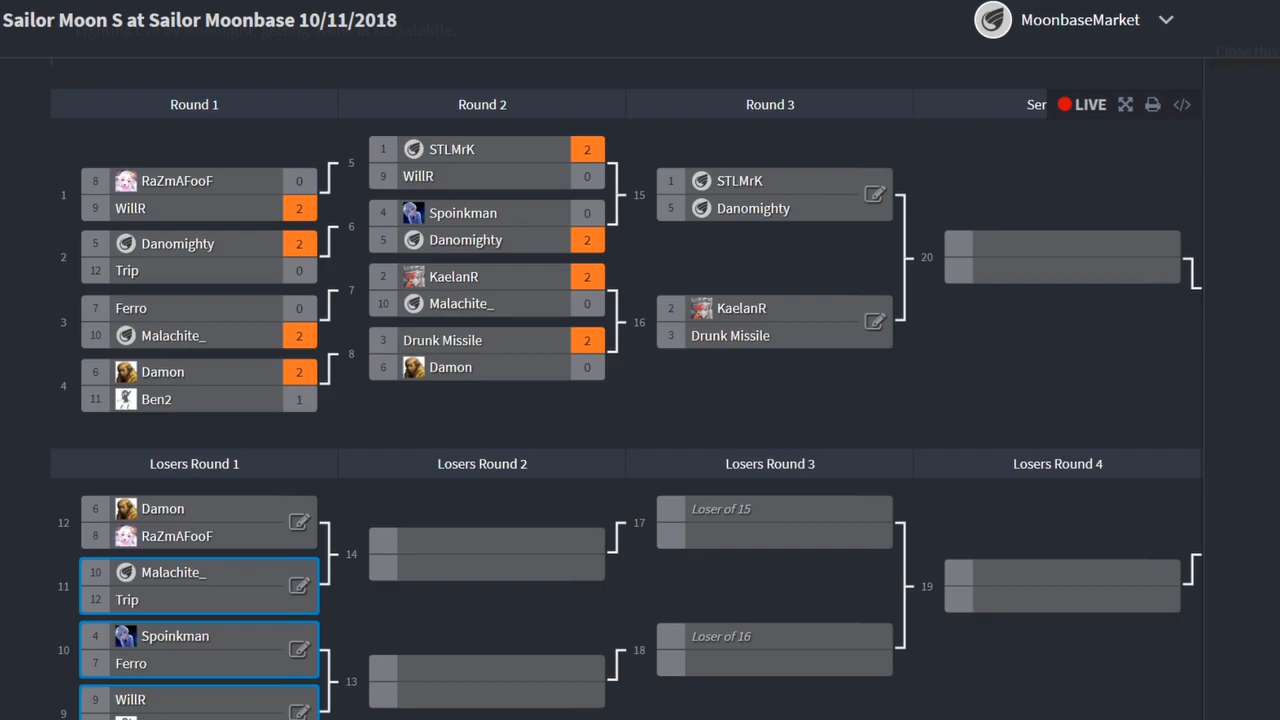 Sailor Moon S at Sailor Moonbase 10/11/2018
MoonbaseMarket
Close this
Round 1
Round 2
Round 3
Ser
LIVE
1
8 RaZmAFooF 0
9 WillR 2
2
5 Danomighty 2
12 Trip 0
3
7 Ferro 0
10 Malachite_ 2
4
6 Damon 2
11 Ben2 1
5
1 STLMrK 2
9 WillR 0
6
4 Spoinkman 0
5 Danomighty 2
7
2 KaelanR 2
10 Malachite_ 0
8
3 Drunk Missile 2
6 Damon 0
15
1 STLMrK
5 Danomighty
16
2 KaelanR
3 Drunk Missile
20
Losers Round 1
Losers Round 2
Losers Round 3
Losers Round 4
12
6 Damon
8 RaZmAFooF
11
10 Malachite_
12 Trip
10
4 Spoinkman
7 Ferro
9
9 WillR
14
13
17
Loser of 15
18
Loser of 16
19